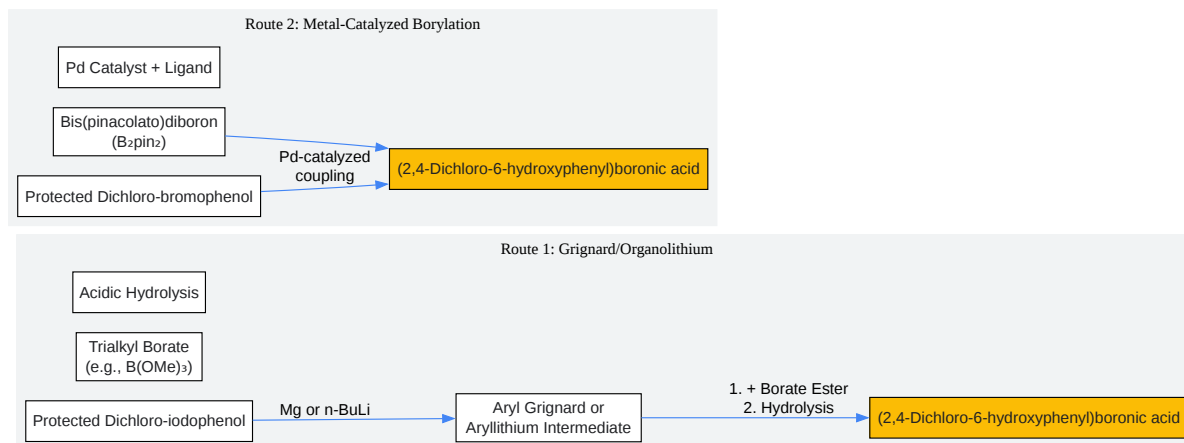 Route 2: Metal-Catalyzed Borylation
Pd Catalyst + Ligand
Bis(pinacolato)diboron
(B₂pin₂)
Pd-catalyzed
coupling
(2,4-Dichloro-6-hydroxyphenyl)boronic acid
Protected Dichloro-bromophenol
Route 1: Grignard/Organolithium
Acidic Hydrolysis
Trialkyl Borate
(e.g., B(OMe)₃)
Protected Dichloro-iodophenol
Mg or n-BuLi
Aryl Grignard or
Aryllithium Intermediate
1. + Borate Ester
2. Hydrolysis
(2,4-Dichloro-6-hydroxyphenyl)boronic acid